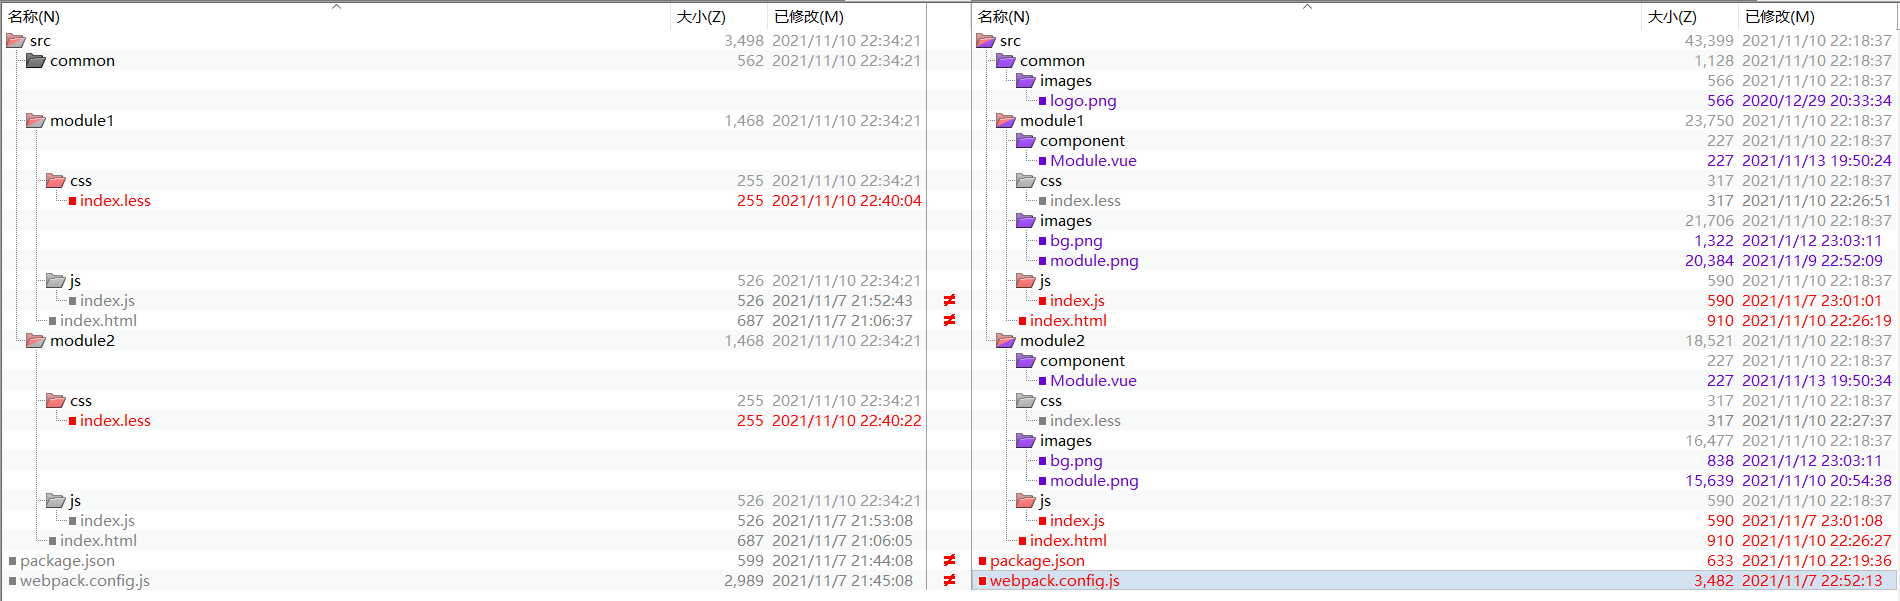 名称(N) 大小(Z) 已修改(M) 名称(N) 大小(Z) 已修改(M)
src 3,498 2021/11/10 22:34:21 src 43,399 2021/11/10 22:18:37
common 562 2021/11/10 22:34:21 common 1,128 2021/11/10 22:18:37
images 566 2021/11/10 22:18:37
logo.png 566 2020/12/29 20:33:34
module1 1,468 2021/11/10 22:34:21 module1 23,750 2021/11/10 22:18:37
component 227 2021/11/10 22:18:37
Module.vue 227 2021/11/13 19:50:24
css 255 2021/11/10 22:34:21 css 317 2021/11/10 22:18:37
index.less 255 2021/11/10 22:40:04 index.less 317 2021/11/10 22:26:51
images 21,706 2021/11/10 22:18:37
bg.png 1,322 2021/1/12 23:03:11
module.png 20,384 2021/11/9 22:52:09
js 526 2021/11/10 22:34:21 js 590 2021/11/10 22:18:37
index.js 526 2021/11/7 21:52:43 ≠ index.js 590 2021/11/7 23:01:01
index.html 687 2021/11/7 21:06:37 ≠ index.html 910 2021/11/10 22:26:19
module2 1,468 2021/11/10 22:34:21 module2 18,521 2021/11/10 22:18:37
component 227 2021/11/10 22:18:37
Module.vue 227 2021/11/13 19:50:34
css 255 2021/11/10 22:34:21 css 317 2021/11/10 22:18:37
index.less 255 2021/11/10 22:40:22 index.less 317 2021/11/10 22:27:37
images 16,477 2021/11/10 22:18:37
bg.png 838 2021/1/12 23:03:11
module.png 15,639 2021/11/10 20:54:38
js 526 2021/11/10 22:34:21 js 590 2021/11/10 22:18:37
index.js 526 2021/11/7 21:53:08 index.js 590 2021/11/7 23:01:08
index.html 687 2021/11/7 21:06:05 index.html 910 2021/11/10 22:26:27
package.json 599 2021/11/7 21:44:08 ≠ package.json 633 2021/11/10 22:19:36
webpack.config.js 2,989 2021/11/7 21:45:08 ≠ webpack.config.js 3,482 2021/11/7 22:52:13